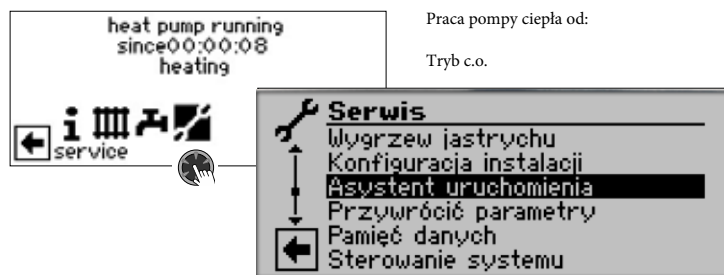 heat pump running
since00:00:08
heating
service
Praca pompy ciepła od:
Tryb c.o.
Serwis
Wygrzew jastrychu
Konfiguracja instalacji
Asystent uruchomienia
Przywrócić parametry
Pamięć danych
Sterowanie systemu